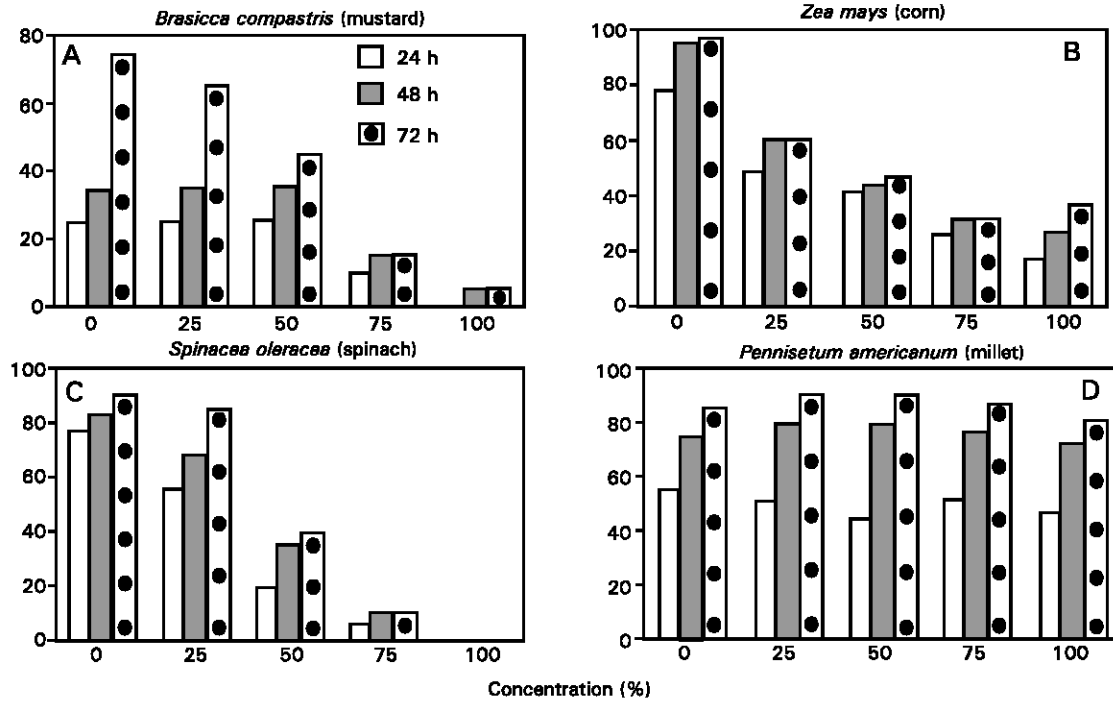 Brasicca compastris (mustard)
A
24 h
48 h
72 h
80
60
40
20
0
0 25 50 75 100
Zea mays (corn)
B
100
80
60
40
20
0
0 25 50 75 100
Spinacea oleracea (spinach)
C
100
80
60
40
20
0
0 25 50 75 100
Pennisetum americanum (millet)
D
100
80
60
40
20
0
0 25 50 75 100
Concentration (%)